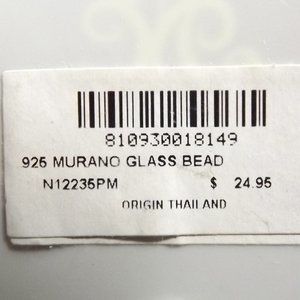 810930018149
925 MURANO GLASS BEAD
N12235PM $ 24.95
ORIGIN THAILAND